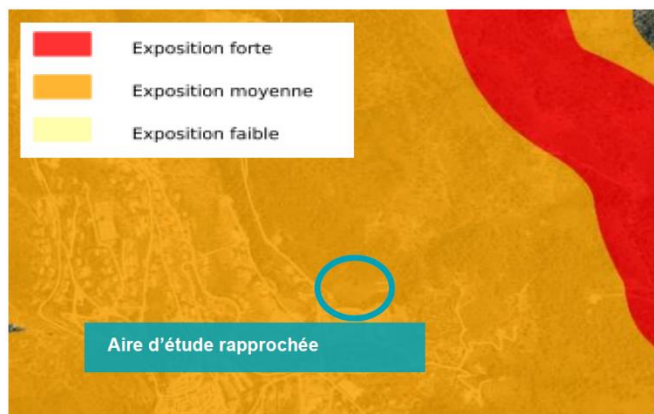 Exposition forte
Exposition moyenne
Exposition faible
Aire d'étude rapprochée